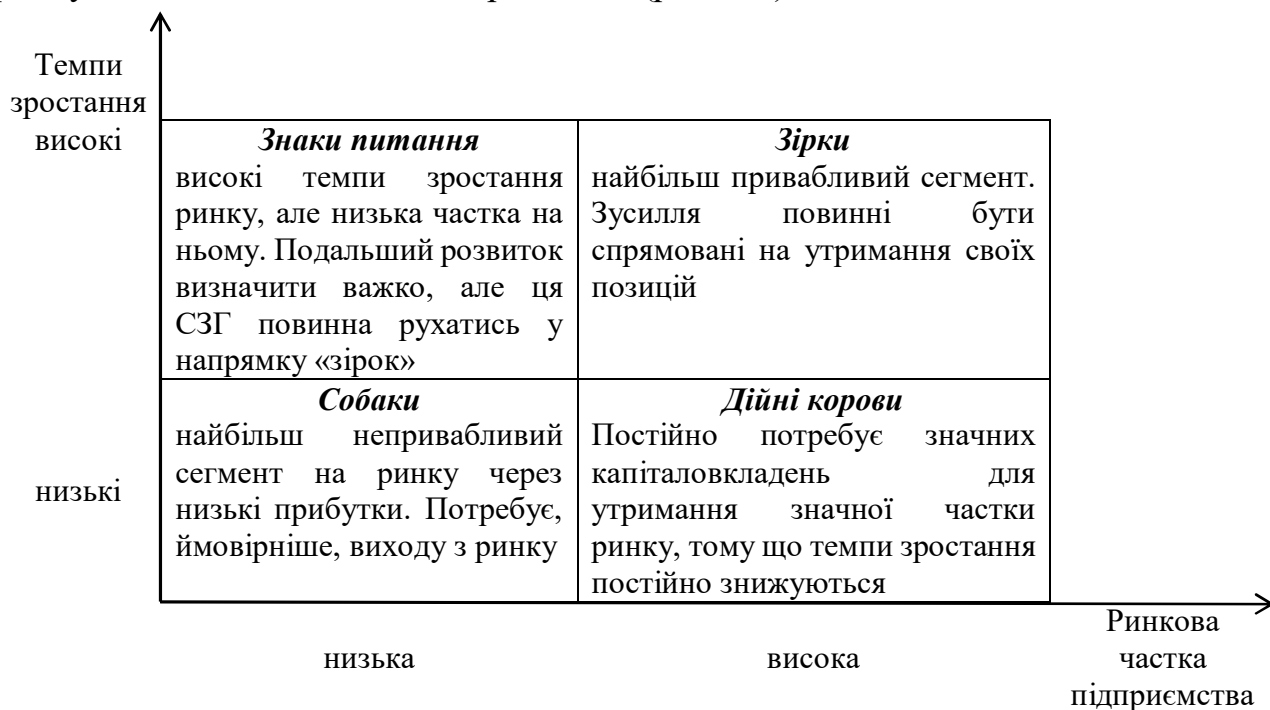 Темпи
зростання
високі
Знаки питання
високі темпи зростання
ринку, але низька частка на
ньому. Подальший розвиток
визначити важко, але ця
СЗГ повинна рухатись у
напрямку «зірок»
Зірки
найбільш привабливий сегмент.
Зусилля повинні бути
спрямовані на утримання своїх
позицій
низькі
Собаки
найбільш непривабливий
сегмент на ринку через
низькі прибутки. Потребує,
ймовірніше, виходу з ринку
Дійні корови
Постійно потребує значних
капіталовкладень для
утримання значної частки
ринку, тому що темпи зростання
постійно знижуються
низька
висока
Ринкова
частка
підприємства